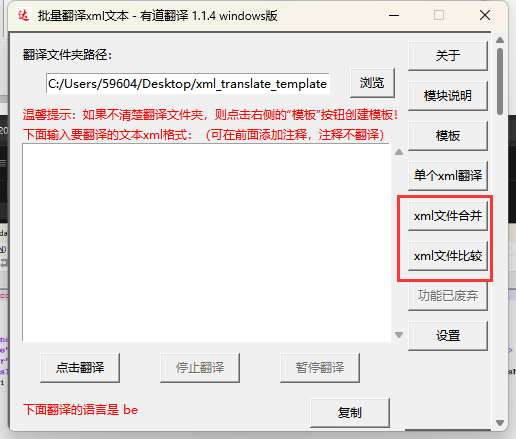 达 批量翻译xml文本 - 有道翻译 1.1.4 windows版
翻译文件夹路径：
C:/Users/59604/Desktop/xml_translate_template
浏览
温馨提示：如果不清楚翻译文件夹，则点击右侧的“模板”按钮创建模板！
下面输入要翻译的文本xml格式：（可在前面添加注释，注释不翻译）
关于
模块说明
模板
单个xml翻译
xml文件合并
xml文件比较
功能已废弃
设置
点击翻译
停止翻译
暂停翻译
下面翻译的语言是 be
复制